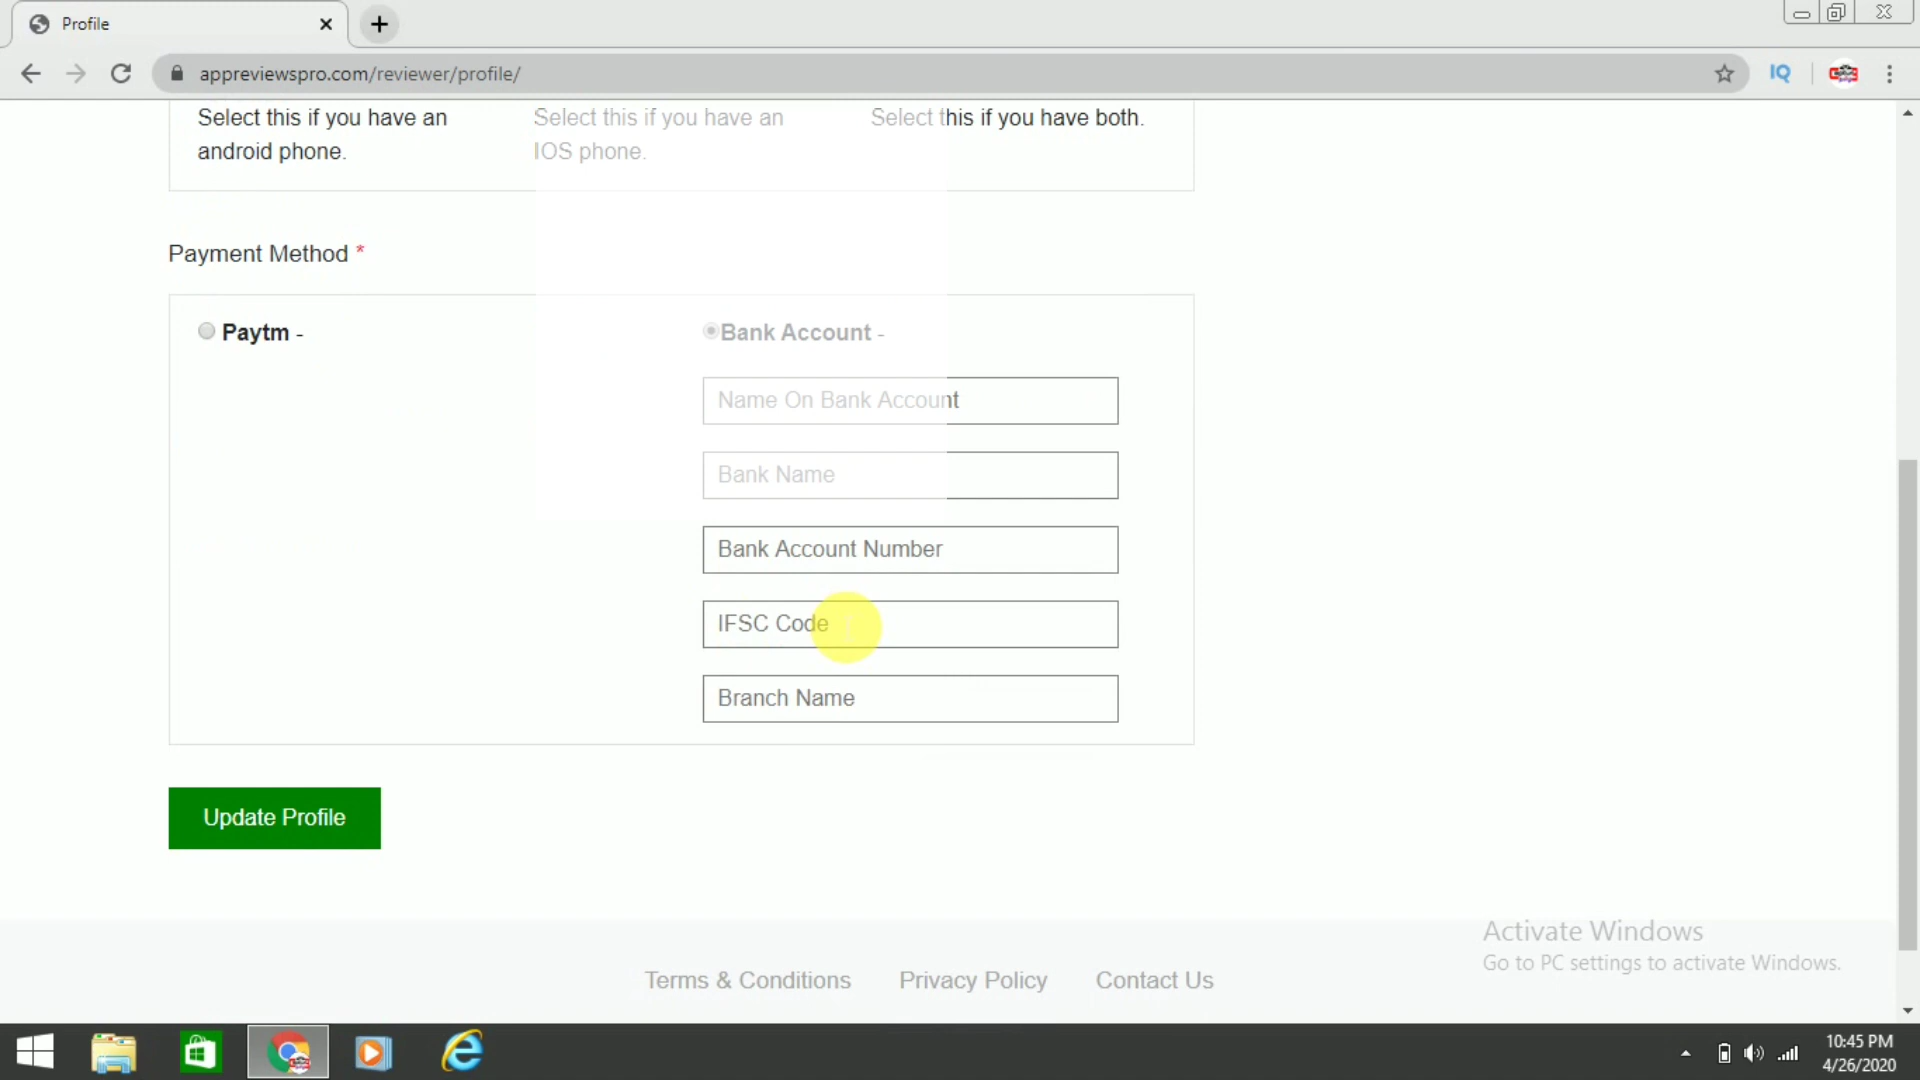 Profile
appreviewspro.com/reviewer/profile/
IQ
Select this if you have an
android phone.
Select this if you have an
IOS phone.
Select this if you have both.
Payment Method *
Paytm -
Bank Account -
Name On Bank Account
Bank Name
Bank Account Number
IFSC Code
Branch Name
Update Profile
Activate Windows
Go to PC settings to activate Windows.
Terms & Conditions
Privacy Policy
Contact Us
10:45 PM
4/26/2020